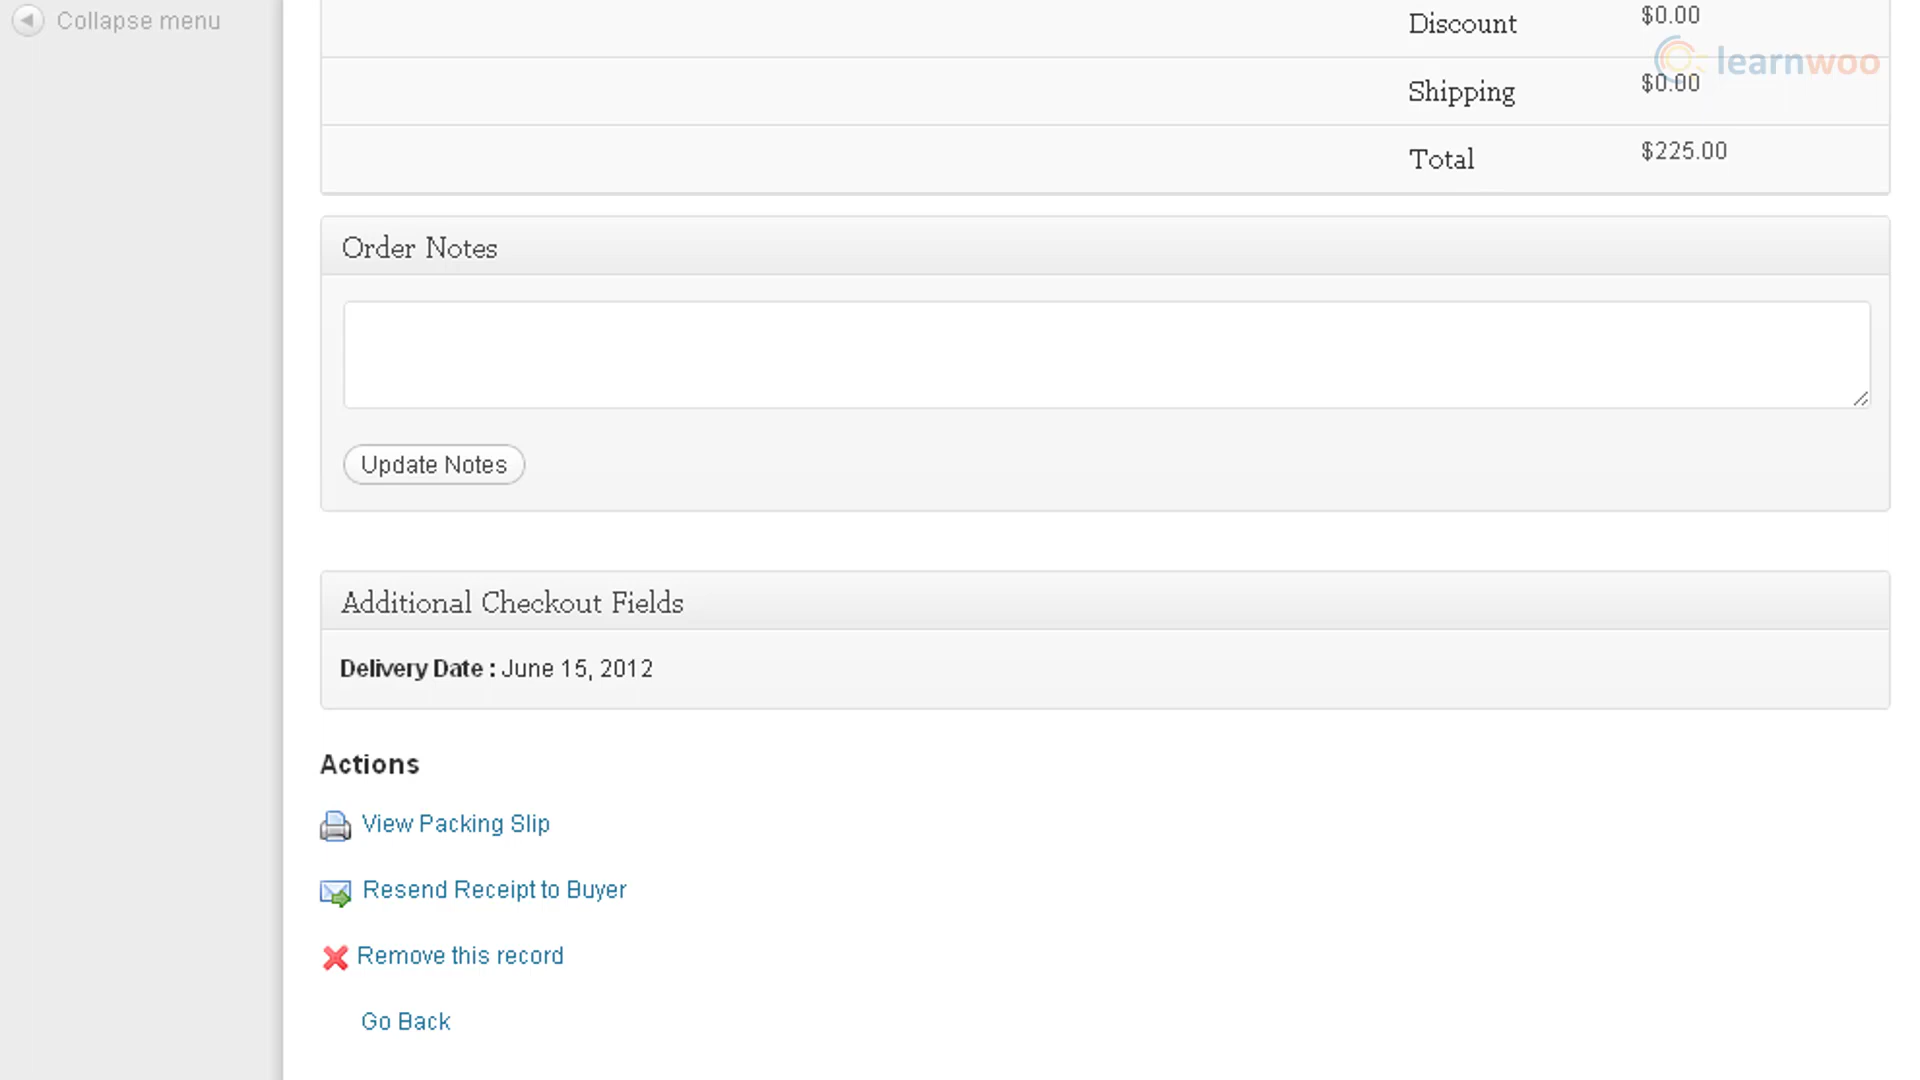 Collapse menu
Discount $0.00
learnwoo
Shipping $0.00
Total $225.00
Order Notes
Update Notes
Additional Checkout Fields
Delivery Date : June 15, 2012
Actions
View Packing Slip
Resend Receipt to Buyer
Remove this record
Go Back